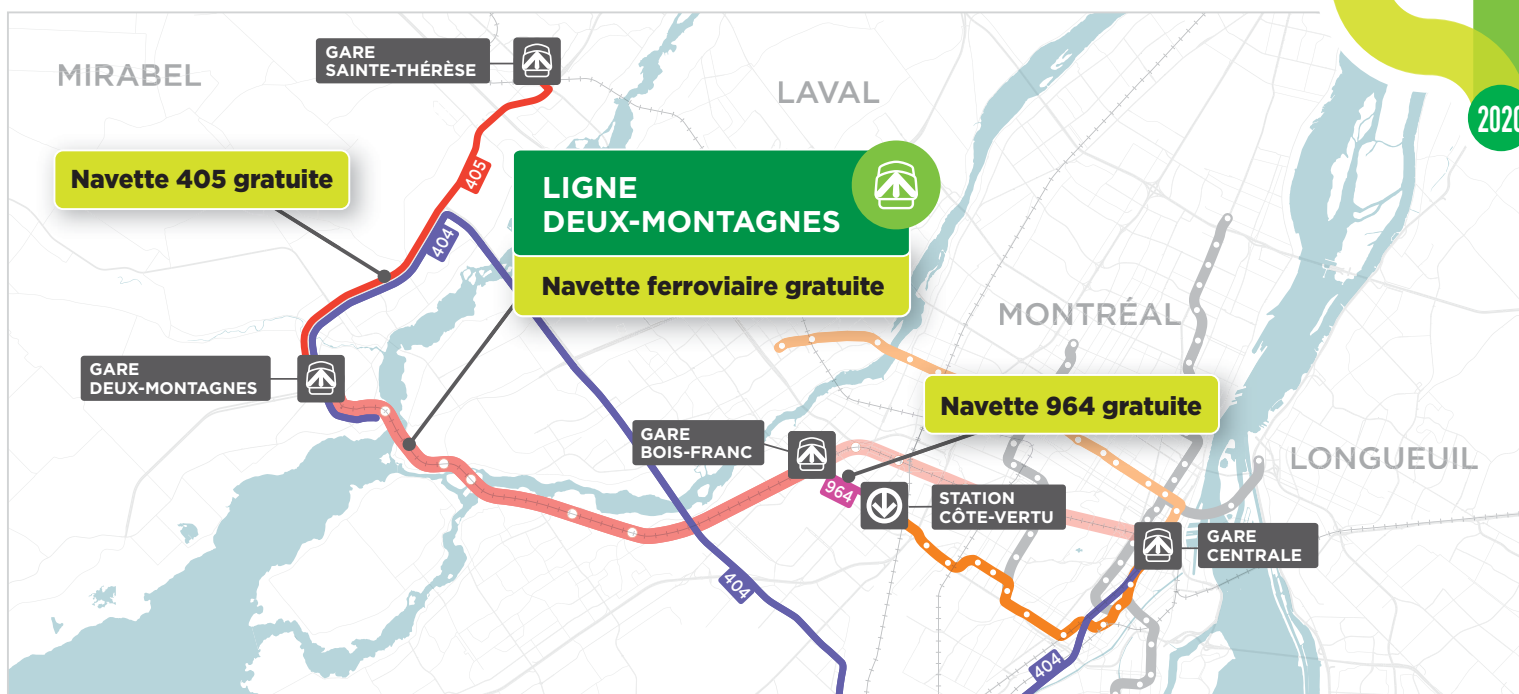 MIRABEL
GARE
SAINTE-THÉRÈSE
LAVAL
2020
Navette 405 gratuite
405
LIGNE
DEUX-MONTAGNES
Navette ferroviaire gratuite
404
MONTRÉAL
GARE
DEUX-MONTAGNES
Navette 964 gratuite
GARE
BOIS-FRANC
LONGUEUIL
964
STATION
CÔTE-VERTU
GARE
CENTRALE
404
404